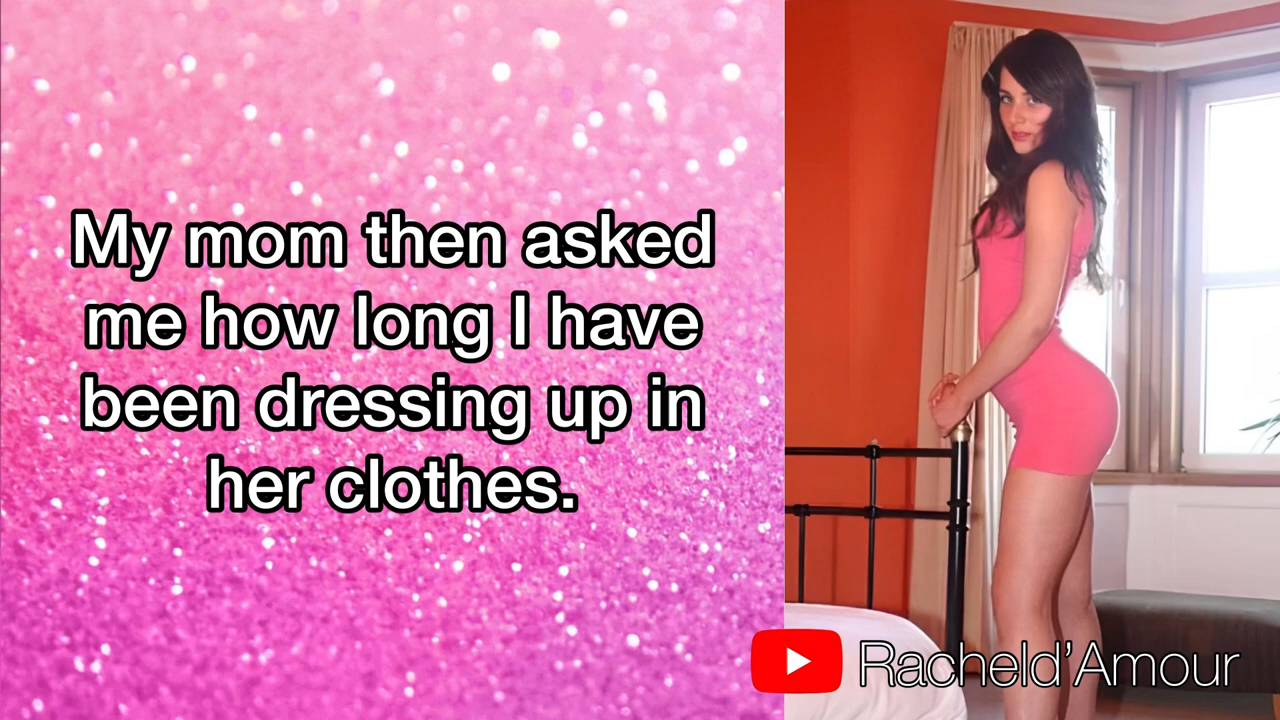 My mom then asked
me how long I have
been dressing up in
her clothes.
Racheld'Amour